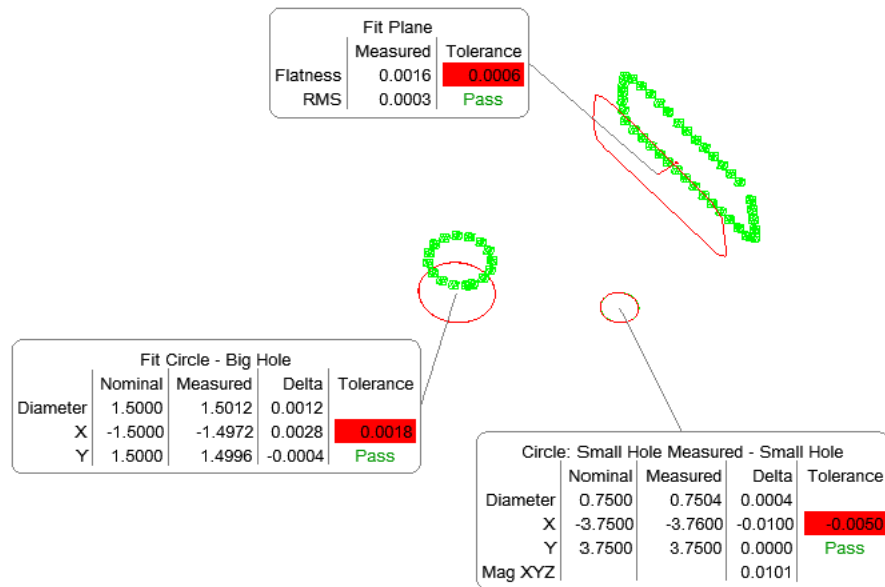 Fit Plane
Measured Tolerance
Flatness 0.0016 0.0006
RMS 0.0003 Pass
Fit Circle - Big Hole
Nominal Measured Delta Tolerance
Diameter 1.5000 1.5012 0.0012
X -1.5000 -1.4972 0.0028 0.0018
Y 1.5000 1.4996 -0.0004 Pass
Circle: Small Hole Measured - Small Hole
Nominal Measured Delta Tolerance
Diameter 0.7500 0.7504 0.0004
X -3.7500 -3.7600 -0.0100 -0.0050
Y 3.7500 3.7500 0.0000 Pass
Mag XYZ 0.0101